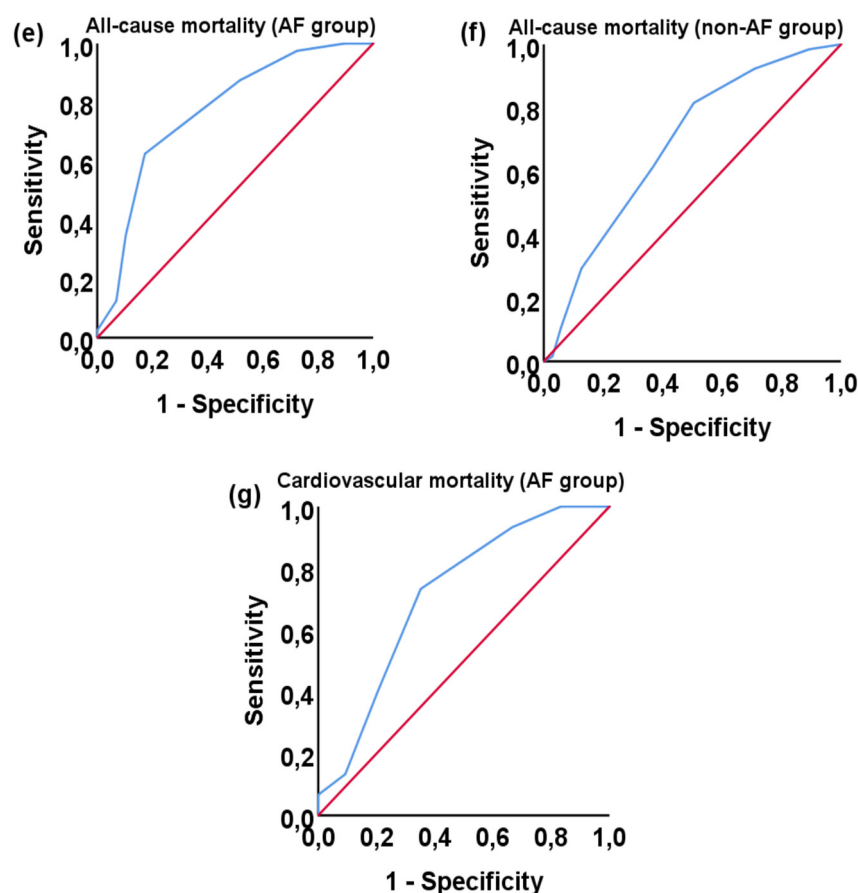 (e) All-cause mortality (AF group)
1,0
0,8
0,6
0,4
0,2
0,0
Sensitivity
0,0 0,2 0,4 0,6 0,8 1,0
1 - Specificity
(f) All-cause mortality (non-AF group)
1,0
0,8
0,6
0,4
0,2
0,0
Sensitivity
0,0 0,2 0,4 0,6 0,8 1,0
1 - Specificity
(g) Cardiovascular mortality (AF group)
1,0
0,8
0,6
0,4
0,2
0,0
Sensitivity
0,0 0,2 0,4 0,6 0,8 1,0
1 - Specificity